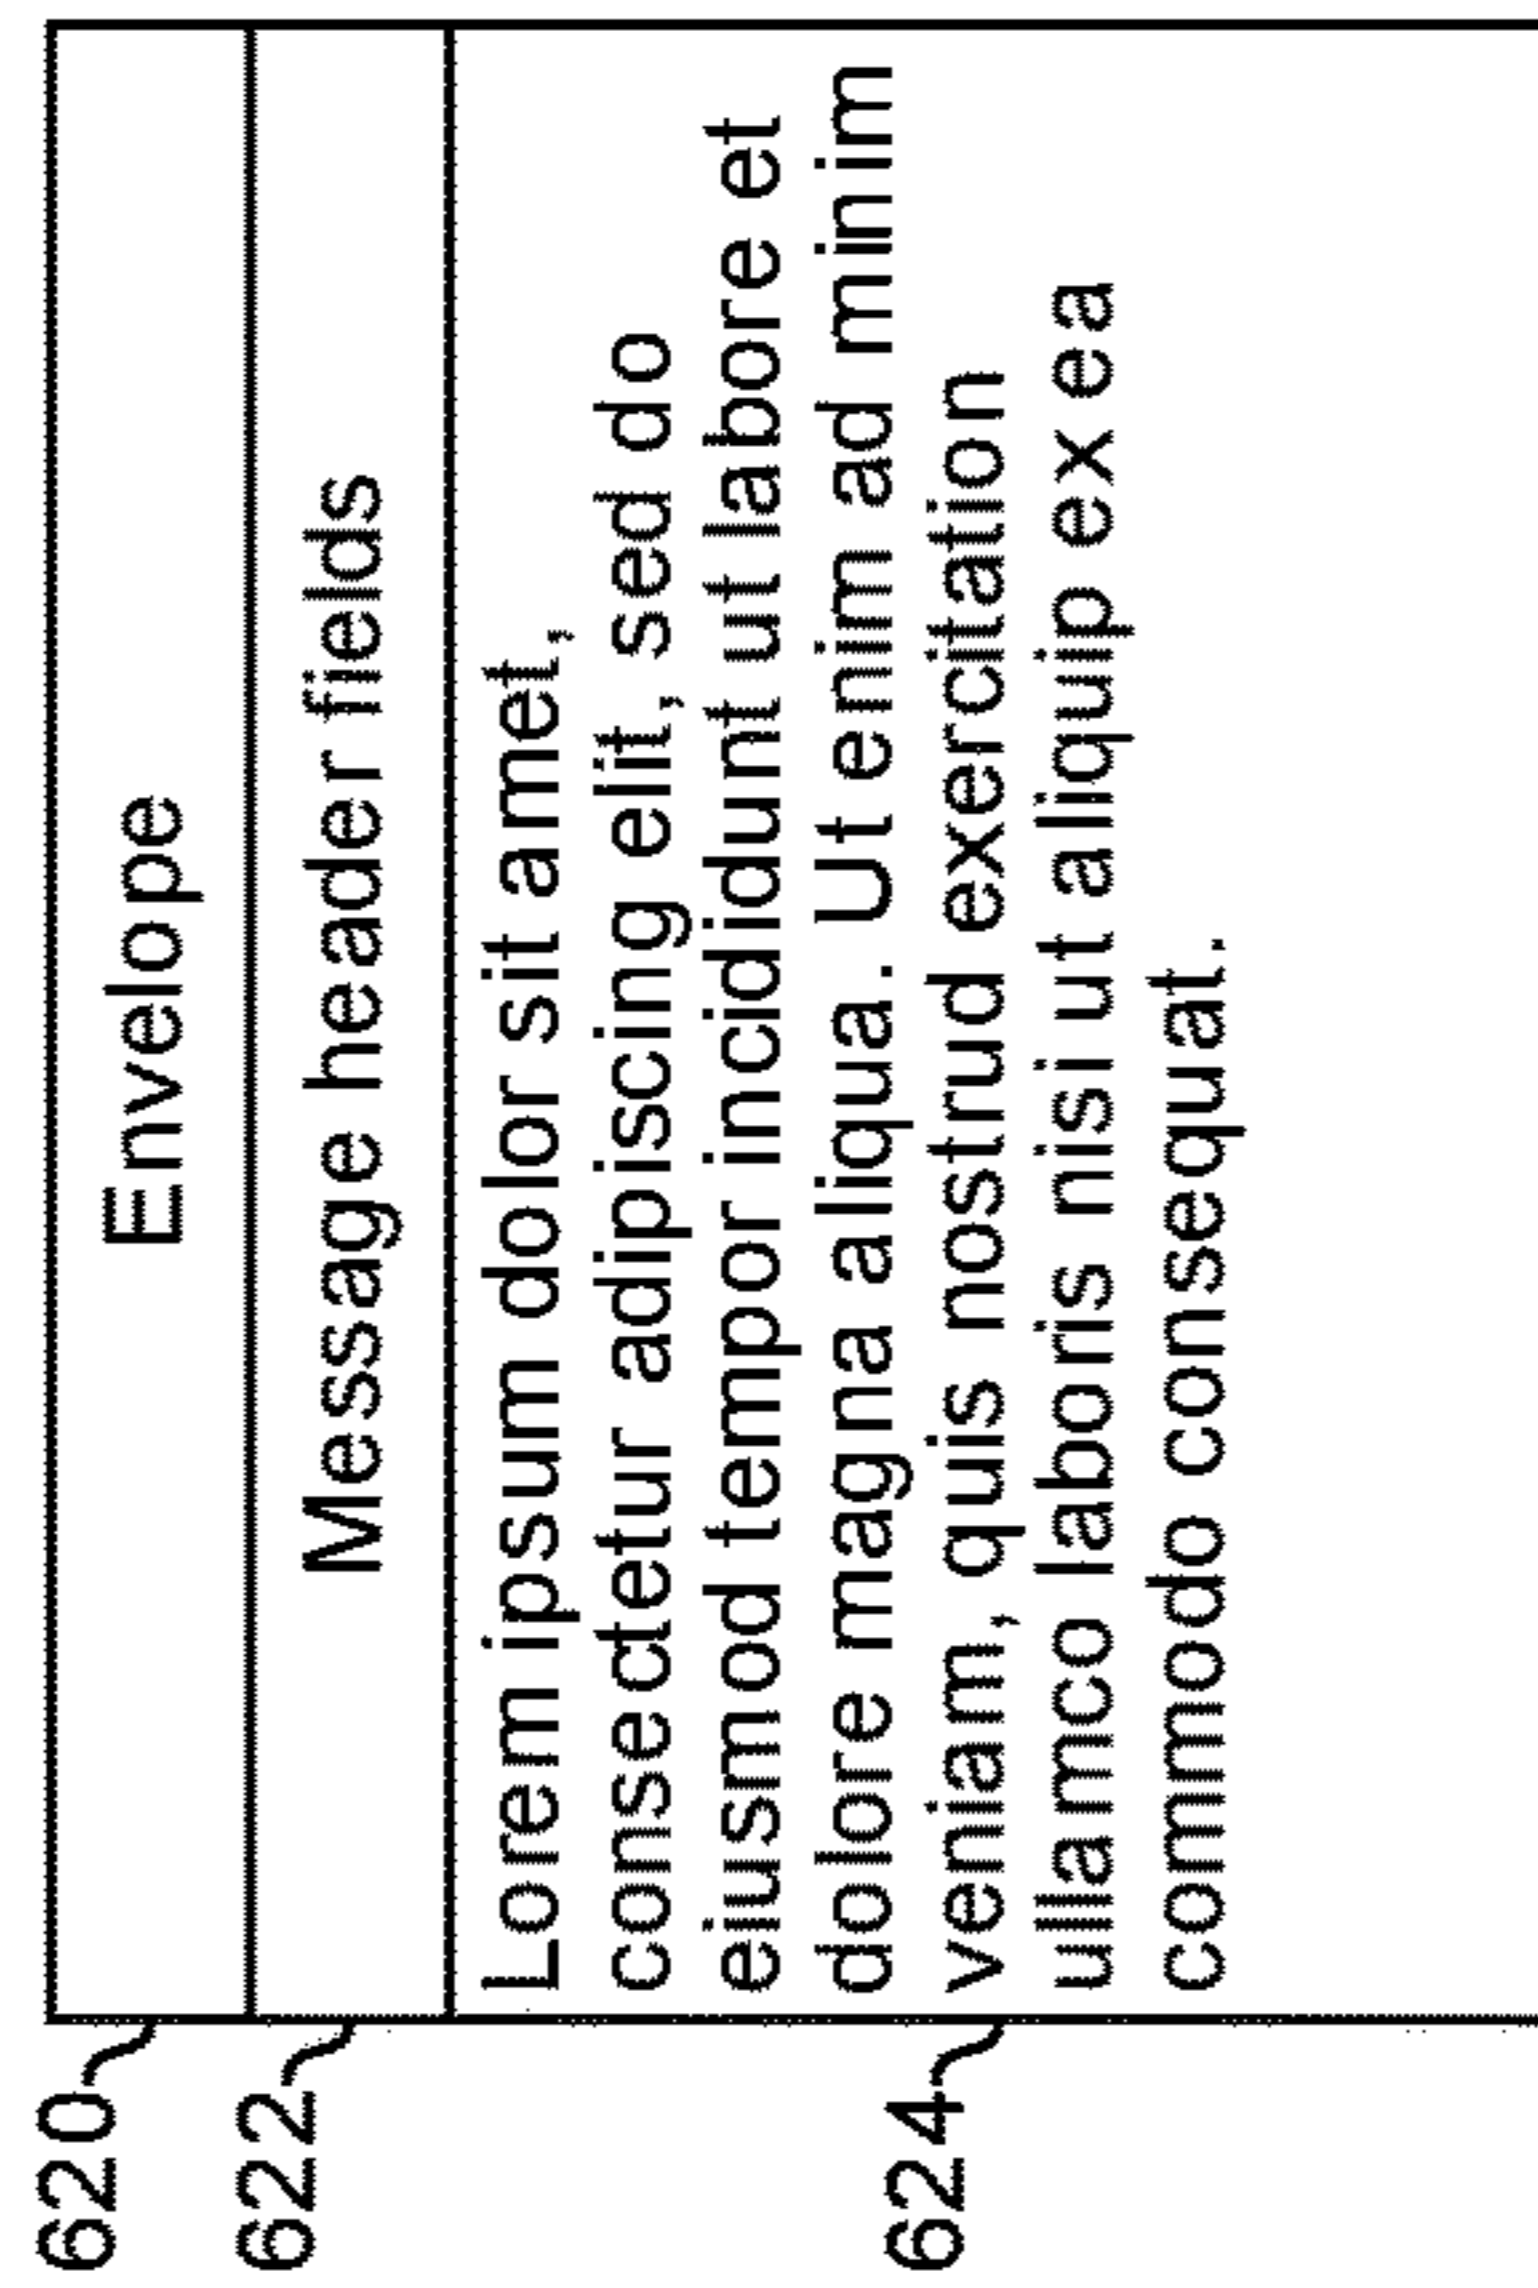 620
Envelope
622
Message header fields
624
Lorem ipsum dolor sit amet,
consectetur adipiscing elit, sed do
eiusmod tempor incididunt ut labore et
dolore magna aliqua. Ut enim ad minim
veniam, quis nostrud exercitation
ullamco laboris nisi ut aliquip ex ea
commodo consequat.